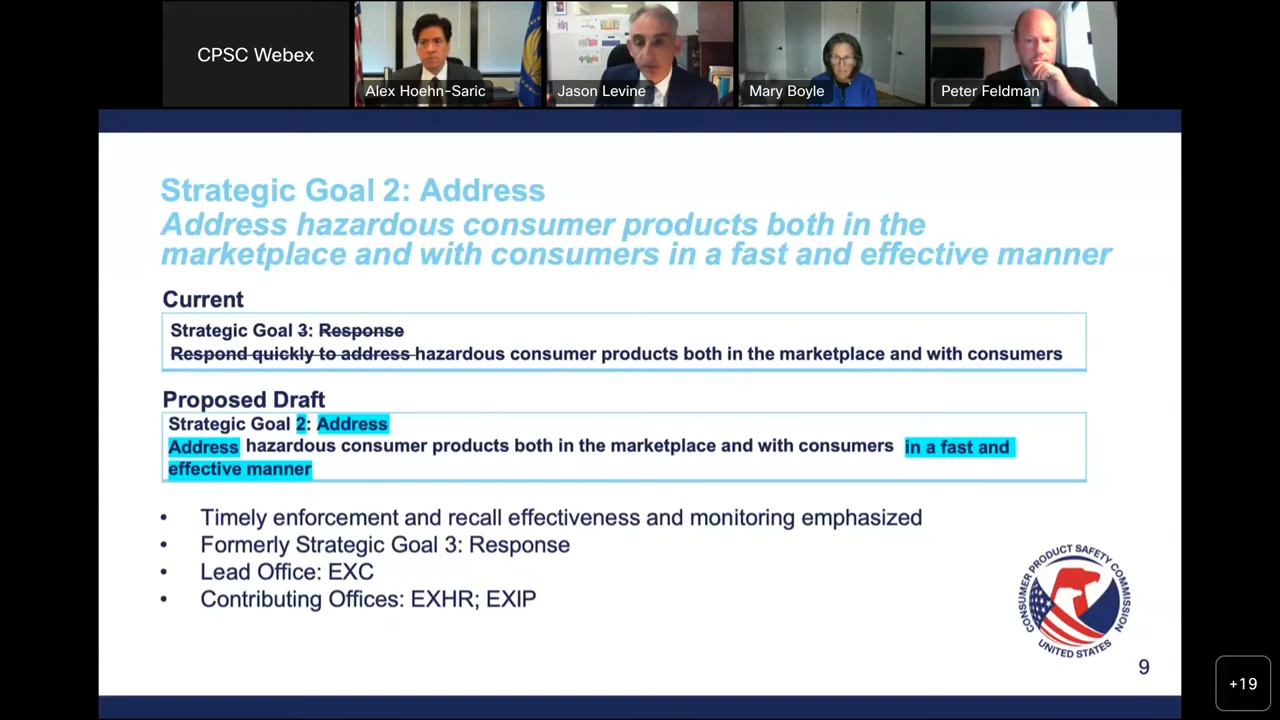 CPSC Webex
Alex Hoehn-Saric
Jason Levine
Mary Boyle
Peter Feldman
Strategic Goal 2: Address
Address hazardous consumer products both in the
marketplace and with consumers in a fast and effective manner
Current
Strategic Goal 3: Response
Respond quickly to address hazardous consumer products both in the marketplace and with consumers
Proposed Draft
Strategic Goal 2: Address
Address hazardous consumer products both in the marketplace and with consumers in a fast and
effective manner
• Timely enforcement and recall effectiveness and monitoring emphasized
• Formerly Strategic Goal 3: Response
• Lead Office: EXC
• Contributing Offices: EXHR; EXIP
CONSUMER PRODUCT SAFETY COMMISSION
UNITED STATES
9
+19